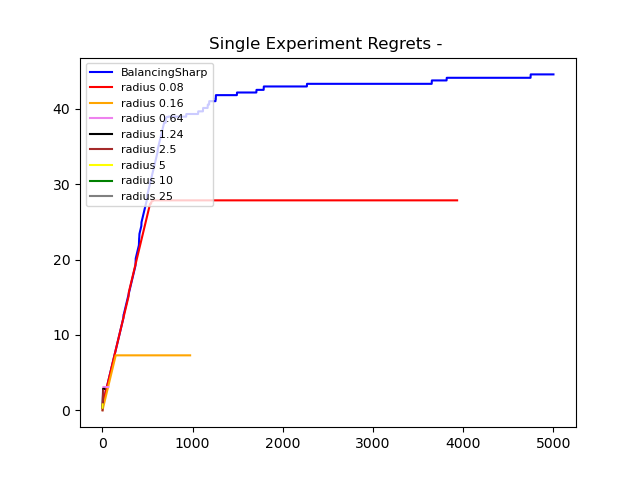 Single Experiment Regrets -
BalancingSharp
radius 0.08
radius 0.16
radius 0.64
radius 1.24
radius 2.5
radius 5
radius 10
radius 25
40
30
20
10
0
0 1000 2000 3000 4000 5000